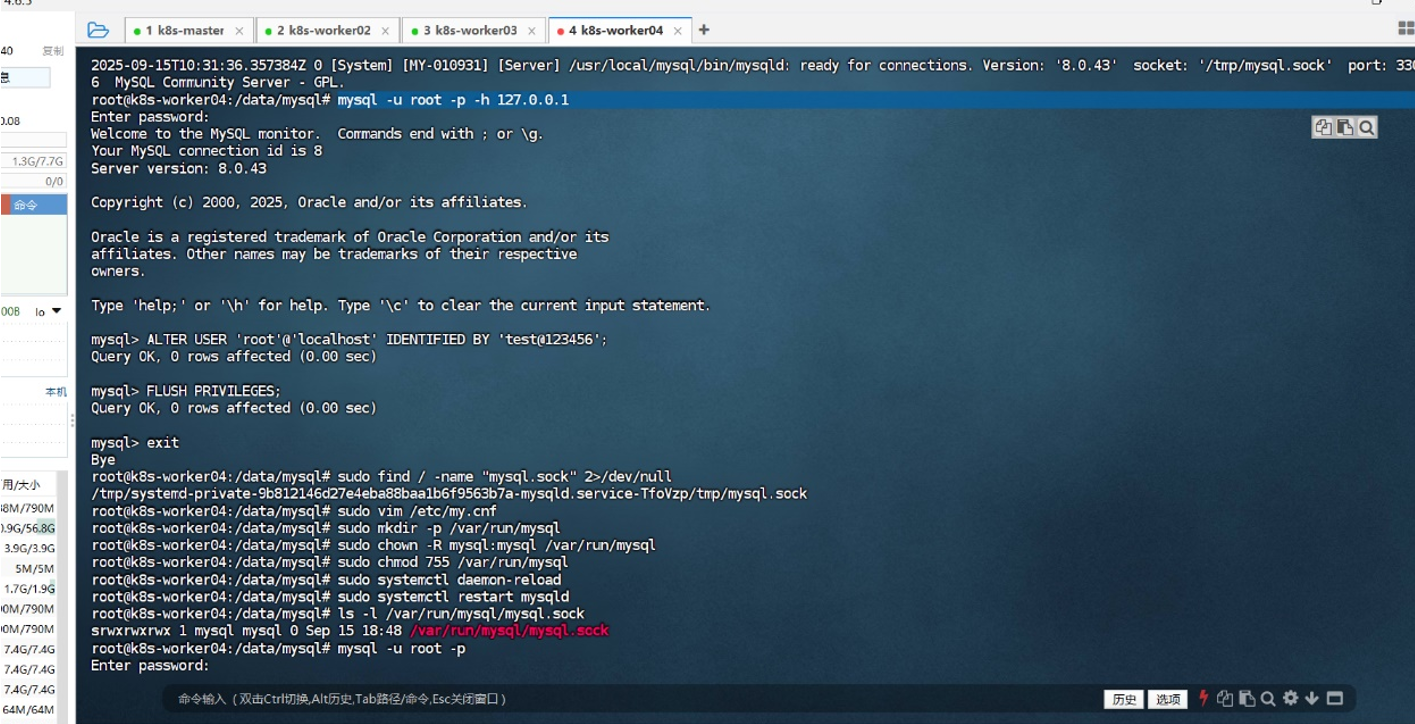 4.6.5
1 k8s-master
2 k8s-worker02
3 k8s-worker03
4 k8s-worker04
40 复制
息
0.08
1.3G/7.7G
0/0
命令
lo
本机
用/大小
38M/790M
0.9G/56.8G
3.9G/3.9G
5M/5M
1.7G/1.9G
00M/790M
00M/790M
7.4G/7.4G
7.4G/7.4G
7.4G/7.4G
64M/64M
2025-09-15T10:31:36.357384Z 0 [System] [MY-010931] [Server] /usr/local/mysql/bin/mysqld: ready for connections. Version: '8.0.43'  socket: '/tmp/mysql.sock'  port: 330
6  MySQL Community Server - GPL.
root@k8s-worker04:/data/mysql# mysql -u root -p -h 127.0.0.1
Enter password:
Welcome to the MySQL monitor.  Commands end with ; or \g.
Your MySQL connection id is 8
Server version: 8.0.43
Copyright (c) 2000, 2025, Oracle and/or its affiliates.
Oracle is a registered trademark of Oracle Corporation and/or its
affiliates. Other names may be trademarks of their respective
owners.
Type 'help;' or '\h' for help. Type '\c' to clear the current input statement.
mysql> ALTER USER 'root'@'localhost' IDENTIFIED BY 'test@123456';
Query OK, 0 rows affected (0.00 sec)
mysql> FLUSH PRIVILEGES;
Query OK, 0 rows affected (0.00 sec)
mysql> exit
Bye
root@k8s-worker04:/data/mysql# sudo find / -name "mysql.sock" 2>/dev/null
/tmp/systemd-private-9b812146d27e4eba88baa1b6f9563b7a-mysqld.service-TfoVzp/tmp/mysql.sock
root@k8s-worker04:/data/mysql# sudo vim /etc/my.cnf
root@k8s-worker04:/data/mysql# sudo mkdir -p /var/run/mysql
root@k8s-worker04:/data/mysql# sudo chown -R mysql:mysql /var/run/mysql
root@k8s-worker04:/data/mysql# sudo chmod 755 /var/run/mysql
root@k8s-worker04:/data/mysql# sudo systemctl daemon-reload
root@k8s-worker04:/data/mysql# sudo systemctl restart mysqld
root@k8s-worker04:/data/mysql# ls -l /var/run/mysql/mysql.sock
srwxrwxrwx 1 mysql mysql 0 Sep 15 18:48 /var/run/mysql/mysql.sock
root@k8s-worker04:/data/mysql# mysql -u root -p
Enter password:
命令输入 (双击Ctrl切换,Alt历史,Tab路径/命令,Esc关闭窗口)
历史 选项